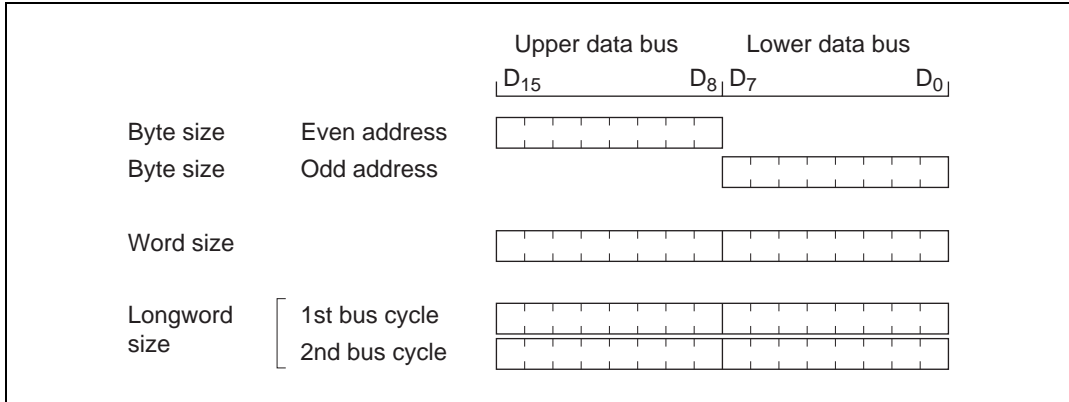 Upper data bus Lower data bus
D15 D8 D7 D0
Byte size Even address
Byte size Odd address
Word size
Longword size 1st bus cycle
2nd bus cycle